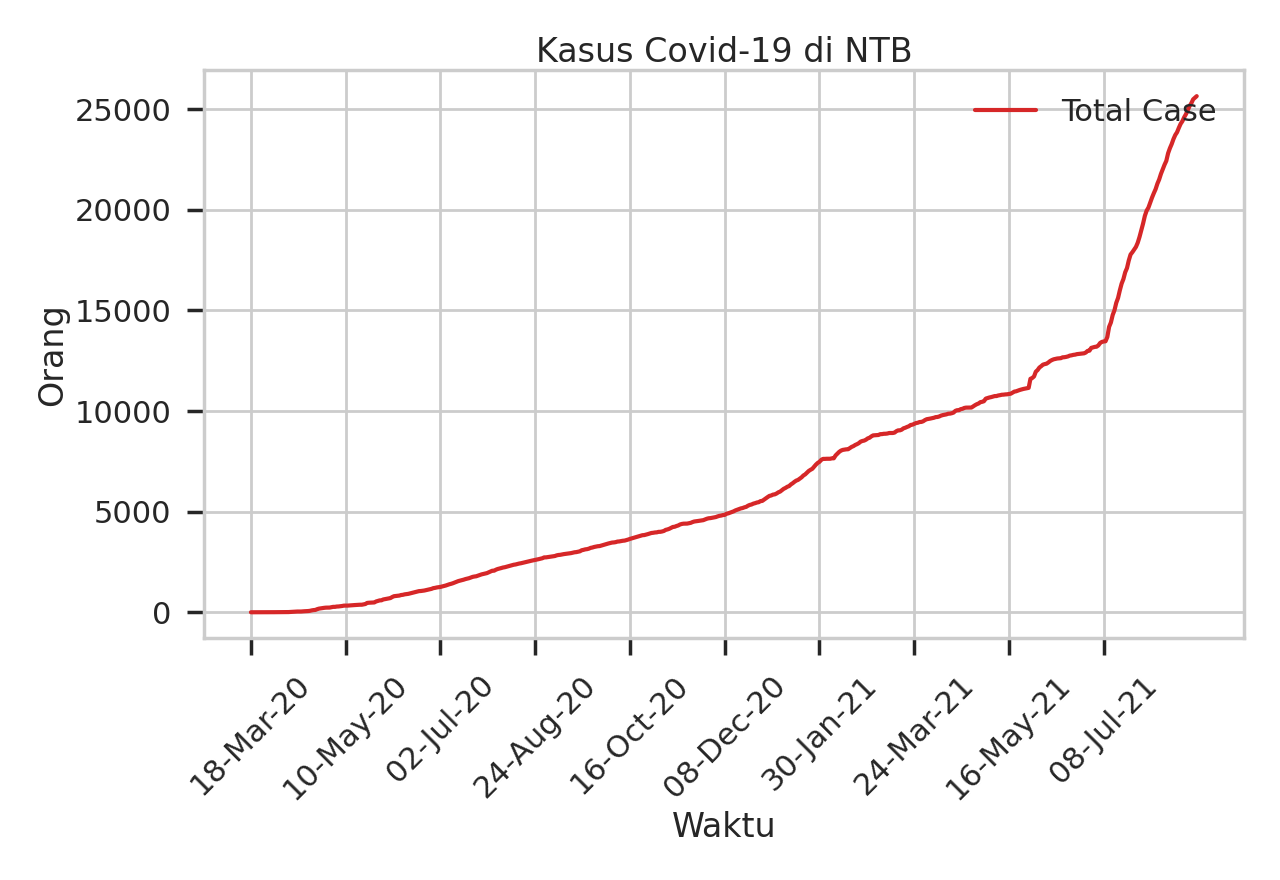 Kasus Covid-19 di NTB
Total Case
Orang
25000
20000
15000
10000
5000
0
18-Mar-20
10-May-20
02-Jul-20
24-Aug-20
16-Oct-20
08-Dec-20
30-Jan-21
24-Mar-21
16-May-21
08-Jul-21
Waktu